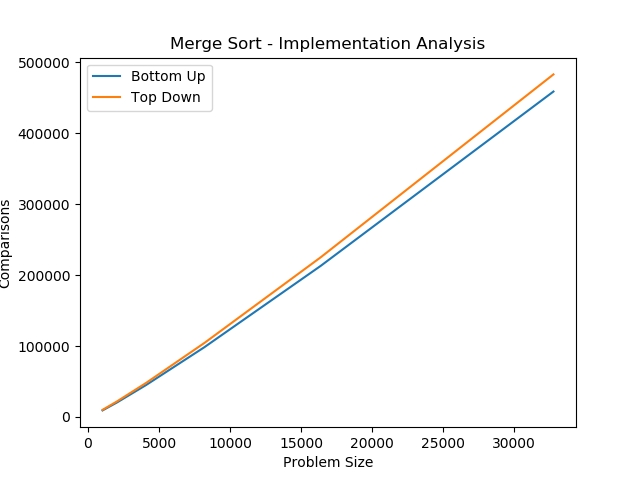 Merge Sort - Implementation Analysis
Bottom Up
Top Down
500000
400000
300000
200000
100000
0
Comparisons
0 5000 10000 15000 20000 25000 30000
Problem Size